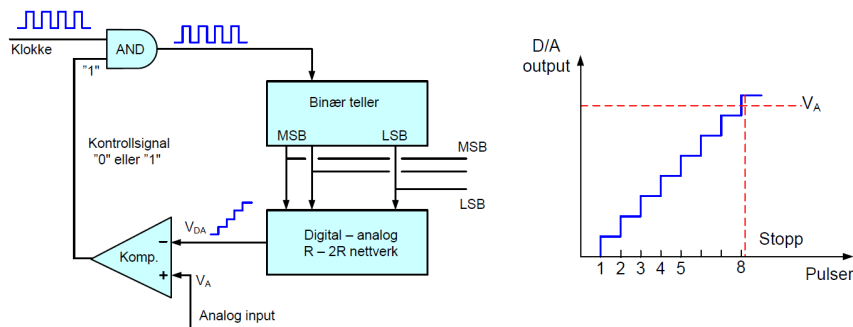 Klokke
AND
"1"
Binær teller
MSB
LSB
Kontrollsignal
"0" eller "1"
MSB
LSB
V_DA
Digital – analog
R – 2R nettverk
Komp.
−
+
V_A
Analog input
D/A
output
V_A
Stopp
1 2 3 4 5 8
Pulser